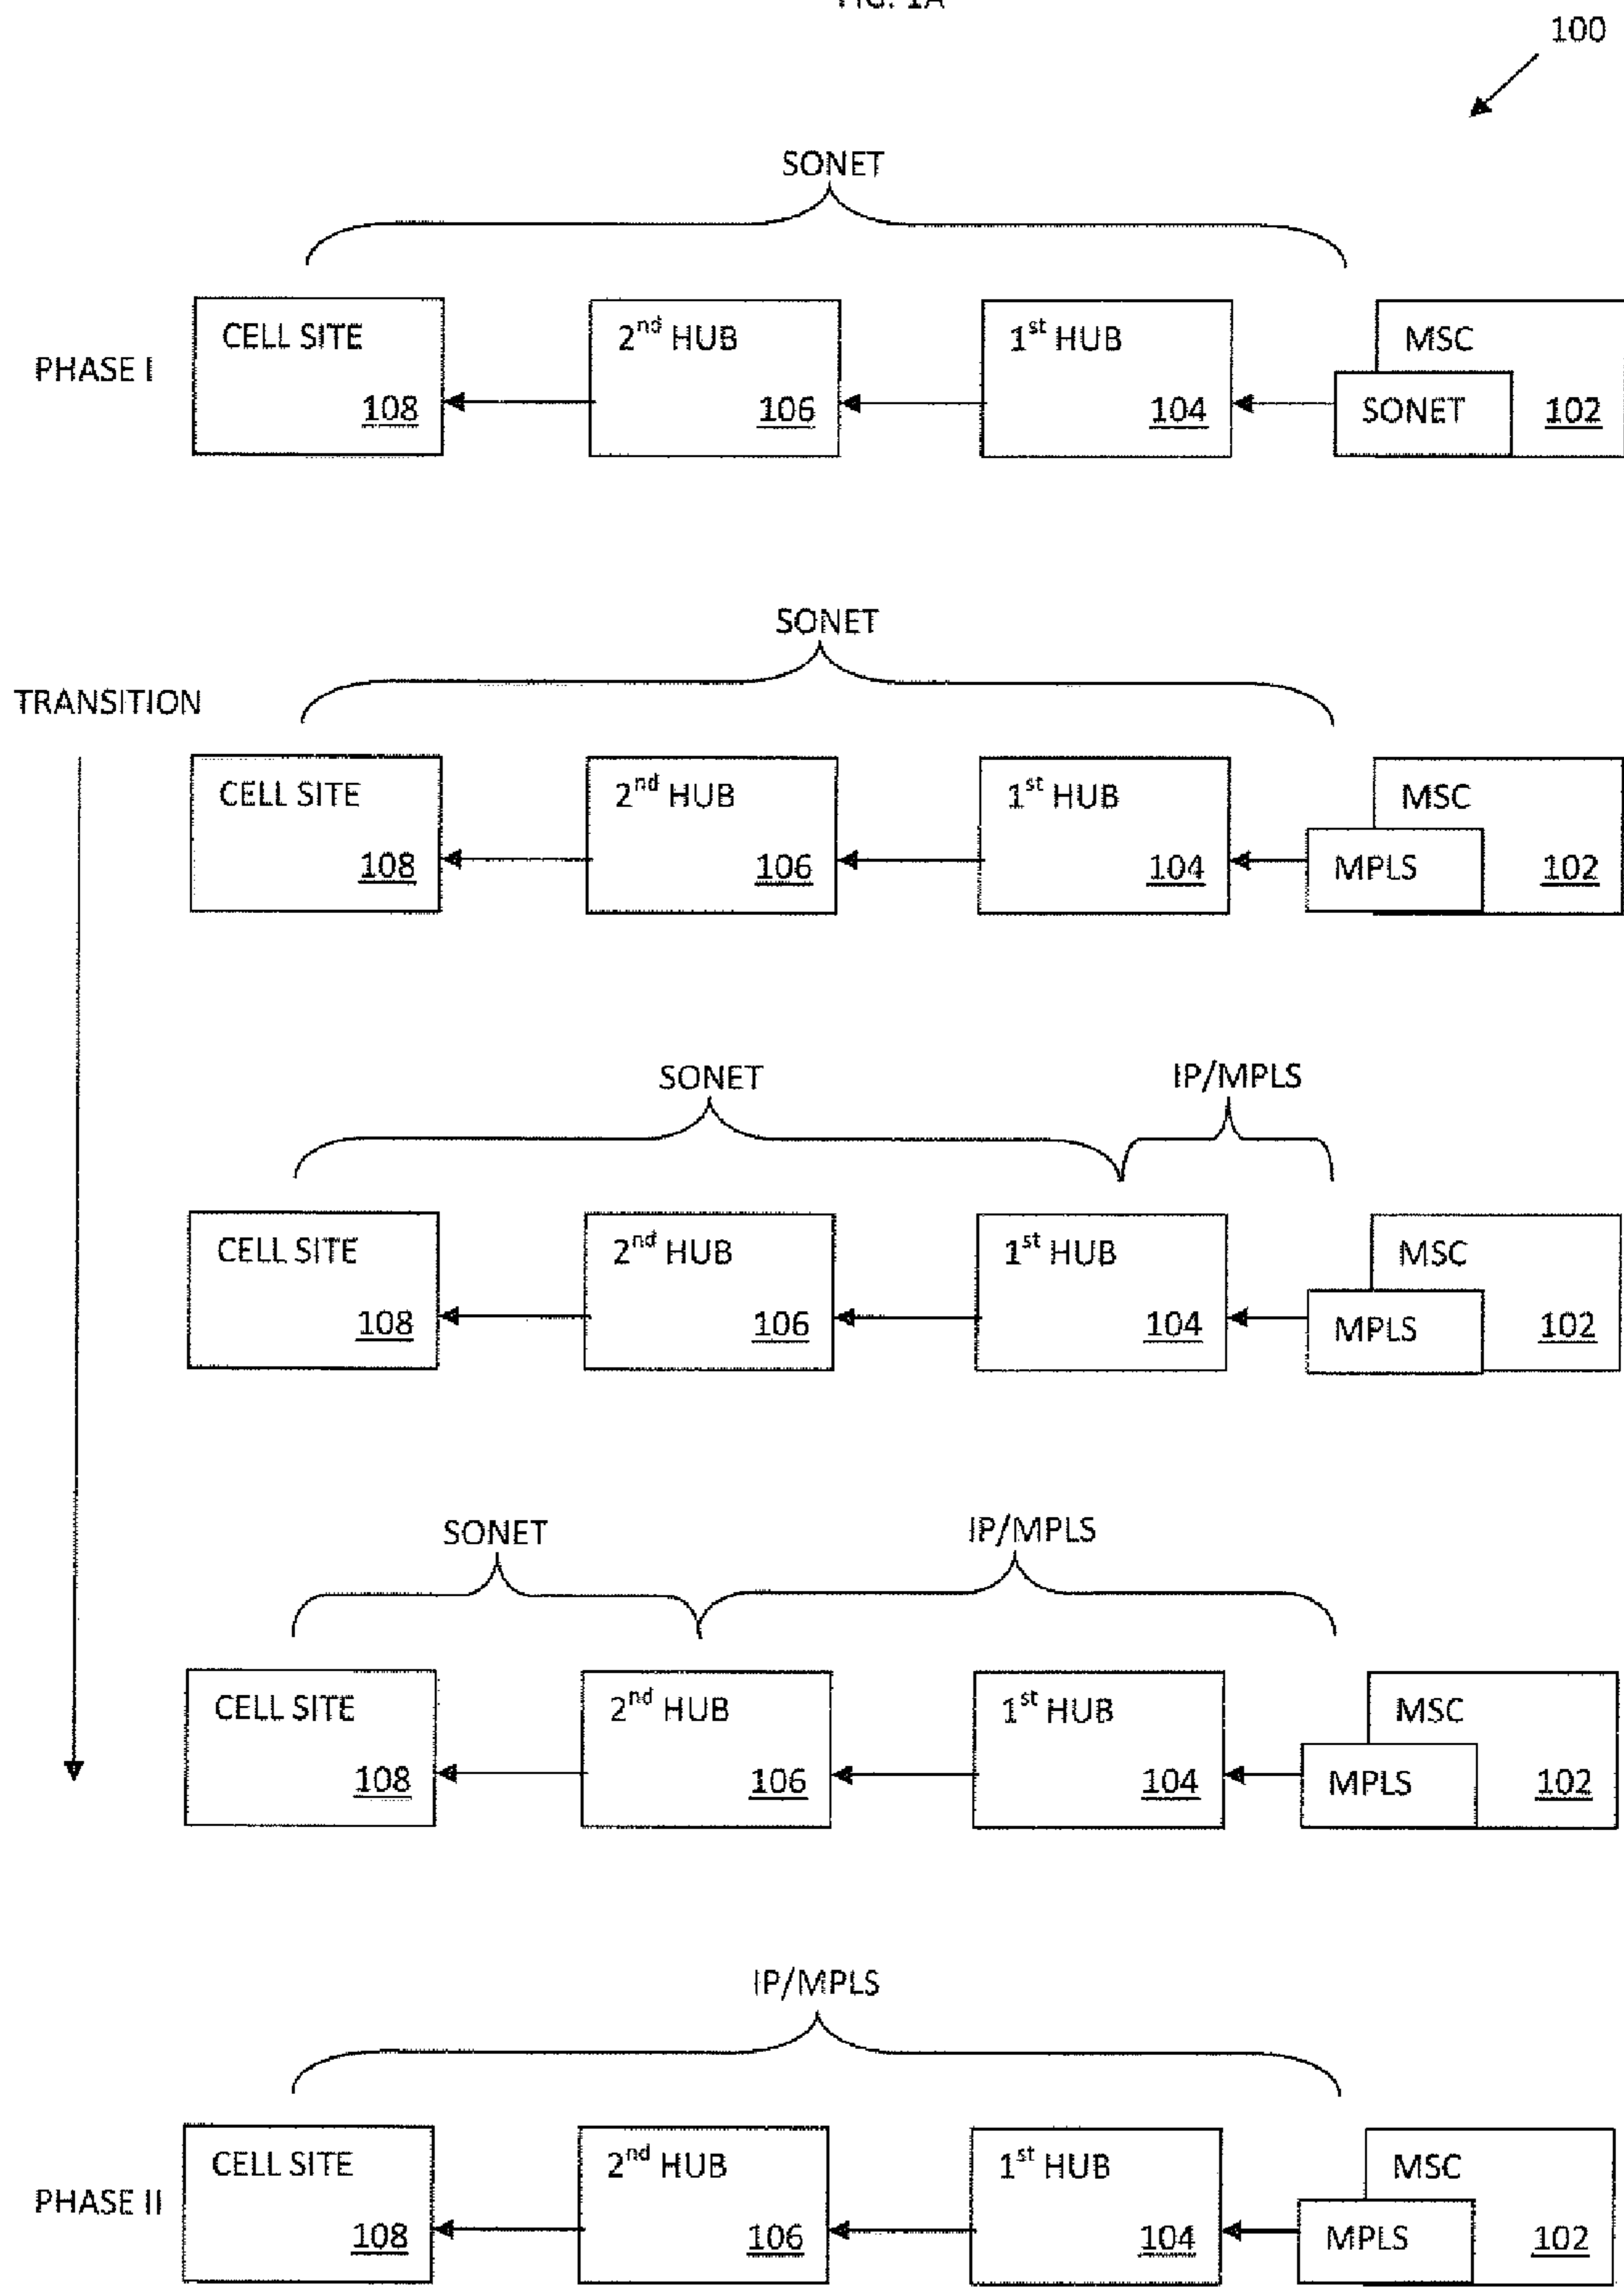 FIG. 1A
100
SONET
PHASE I
CELL SITE
108
2nd HUB
106
1st HUB
104
MSC
SONET
102
SONET
TRANSITION
CELL SITE
108
2nd HUB
106
1st HUB
104
MSC
MPLS
102
SONET
IP/MPLS
CELL SITE
108
2nd HUB
106
1st HUB
104
MSC
MPLS
102
SONET
IP/MPLS
CELL SITE
108
2nd HUB
106
1st HUB
104
MSC
MPLS
102
IP/MPLS
PHASE II
CELL SITE
108
2nd HUB
106
1st HUB
104
MSC
MPLS
102